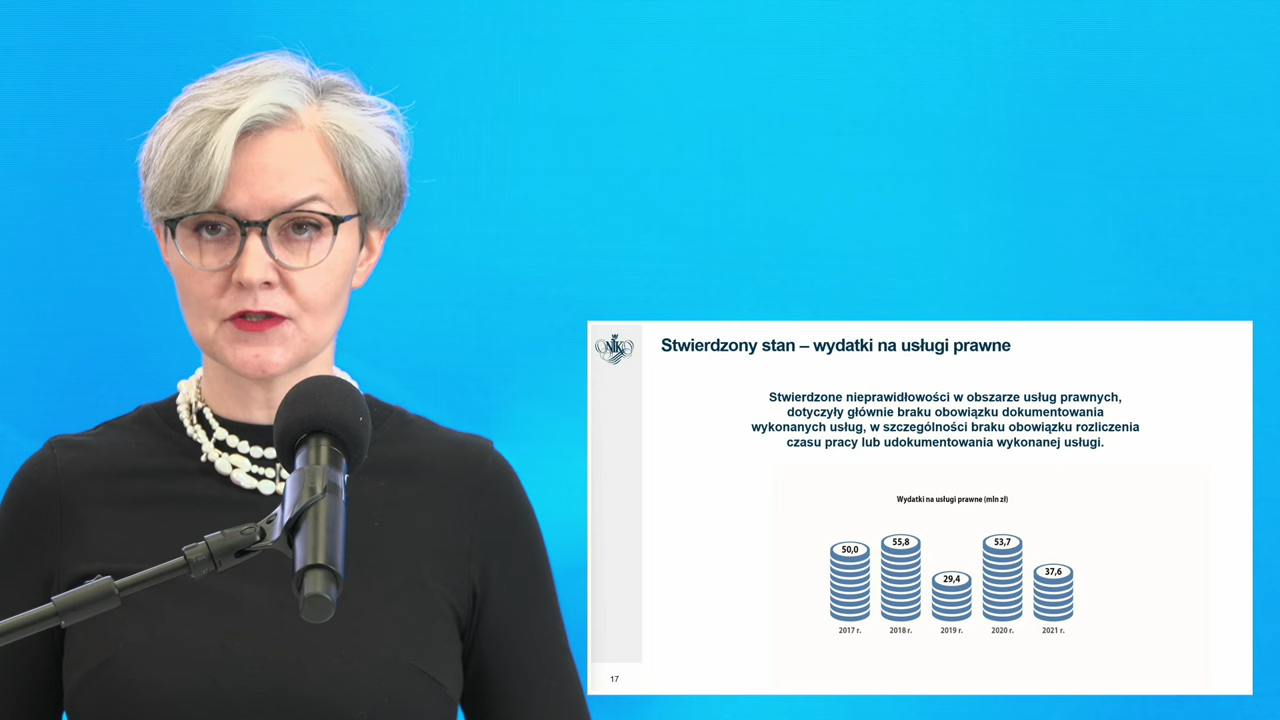 NIK
Stwierdzony stan – wydatki na usługi prawne
Stwierdzone nieprawidłowości w obszarze usług prawnych,
dotyczyły głównie braku obowiązku dokumentowania
wykonanych usług, w szczególności braku obowiązku rozliczenia
czasu pracy lub udokumentowania wykonanej usługi.
Wydatki na usługi prawne (mln zł)
50,0 55,8 29,4 53,7 37,6
2017 r. 2018 r. 2019 r. 2020 r. 2021 r.
17